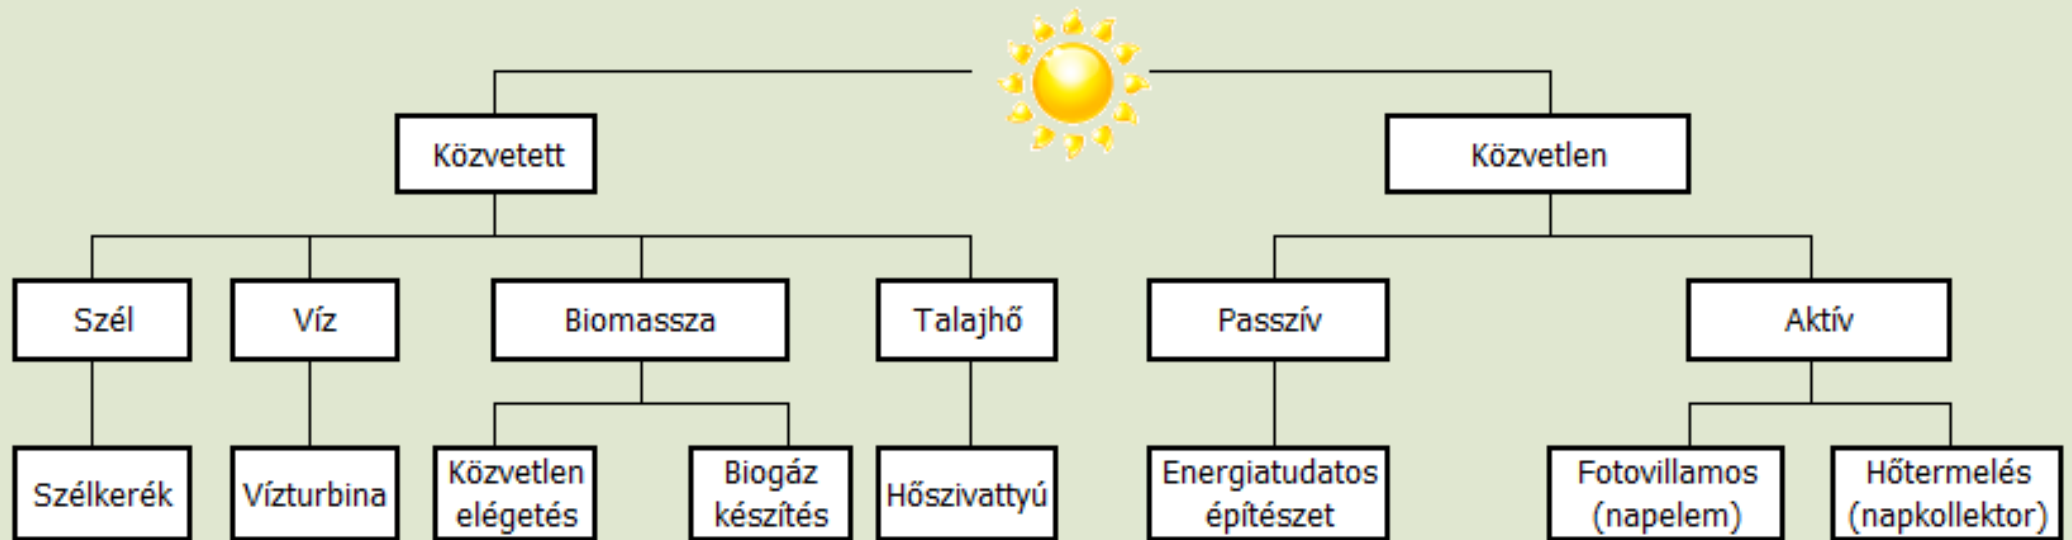 Közvetett
Közvetlen
Szél
Víz
Biomassza
Talajhő
Passzív
Aktív
Szélkerék
Vízturbina
Közvetlen
elégetés
Biogáz
készítés
Hőszivattyú
Energiatudatos
építészet
Fotovillamos
(napelem)
Hőtermelés
(napkollektor)